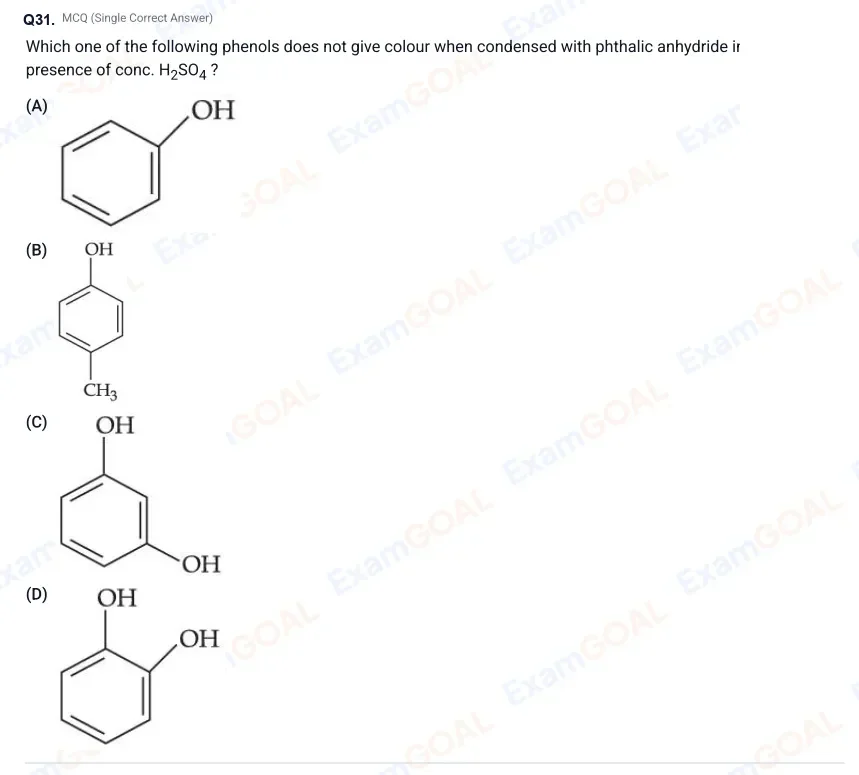 Q31. MCQ (Single Correct Answer)
Which one of the following phenols does not give colour when condensed with phthalic anhydride in
presence of conc. H₂SO₄ ?
(A)
OH
(B)
OH
CH₃
(C)
OH
OH
(D)
OH
OH
ExamGOAL